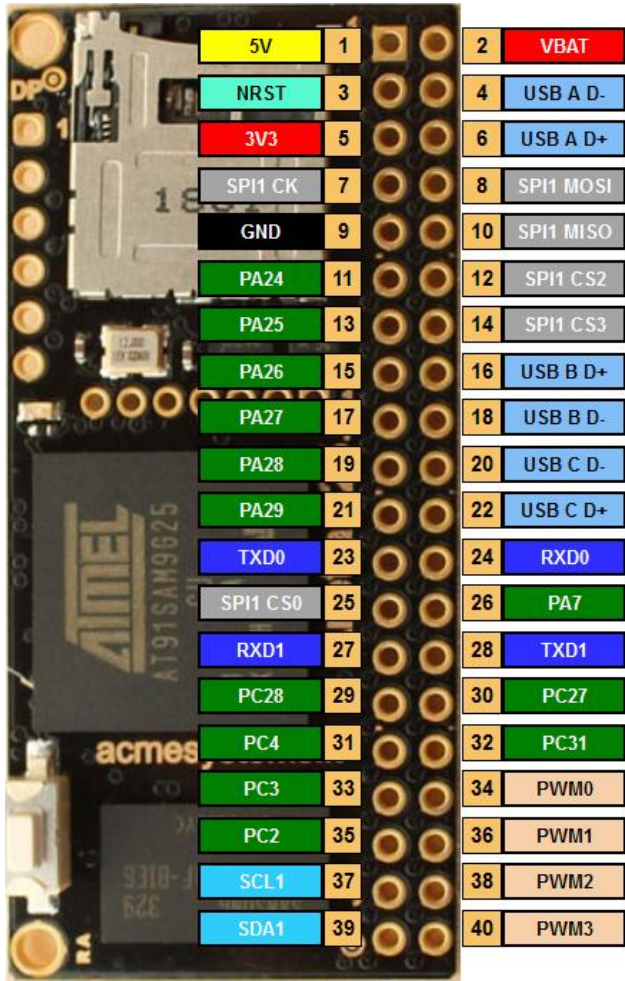 5V 1 2 VBAT
DP
NRST 3 4 USB A D-
3V3 5 6 USB A D+
1
SPI1 CK 7 8 SPI1 MOSI
GND 9 10 SPI1 MISO
PA24 11 12 SPI1 CS2
PA25 13 14 SPI1 CS3
12.000
PA26 15 16 USB B D+
PA27 17 18 USB B D-
PA28 19 20 USB C D-
PA29 21 22 USB C D+
TXD0 23 24 RXD0
ATMEL
AT91SAM9G25
SPI1 CS0 25 26 PA7
RXD1 27 28 TXD1
PC28 29 30 PC27
PC4 31 32 PC31
PC3 33 34 PWM0
PC2 35 36 PWM1
SCL1 37 38 PWM2
329
SDA1 39 40 PWM3
RA